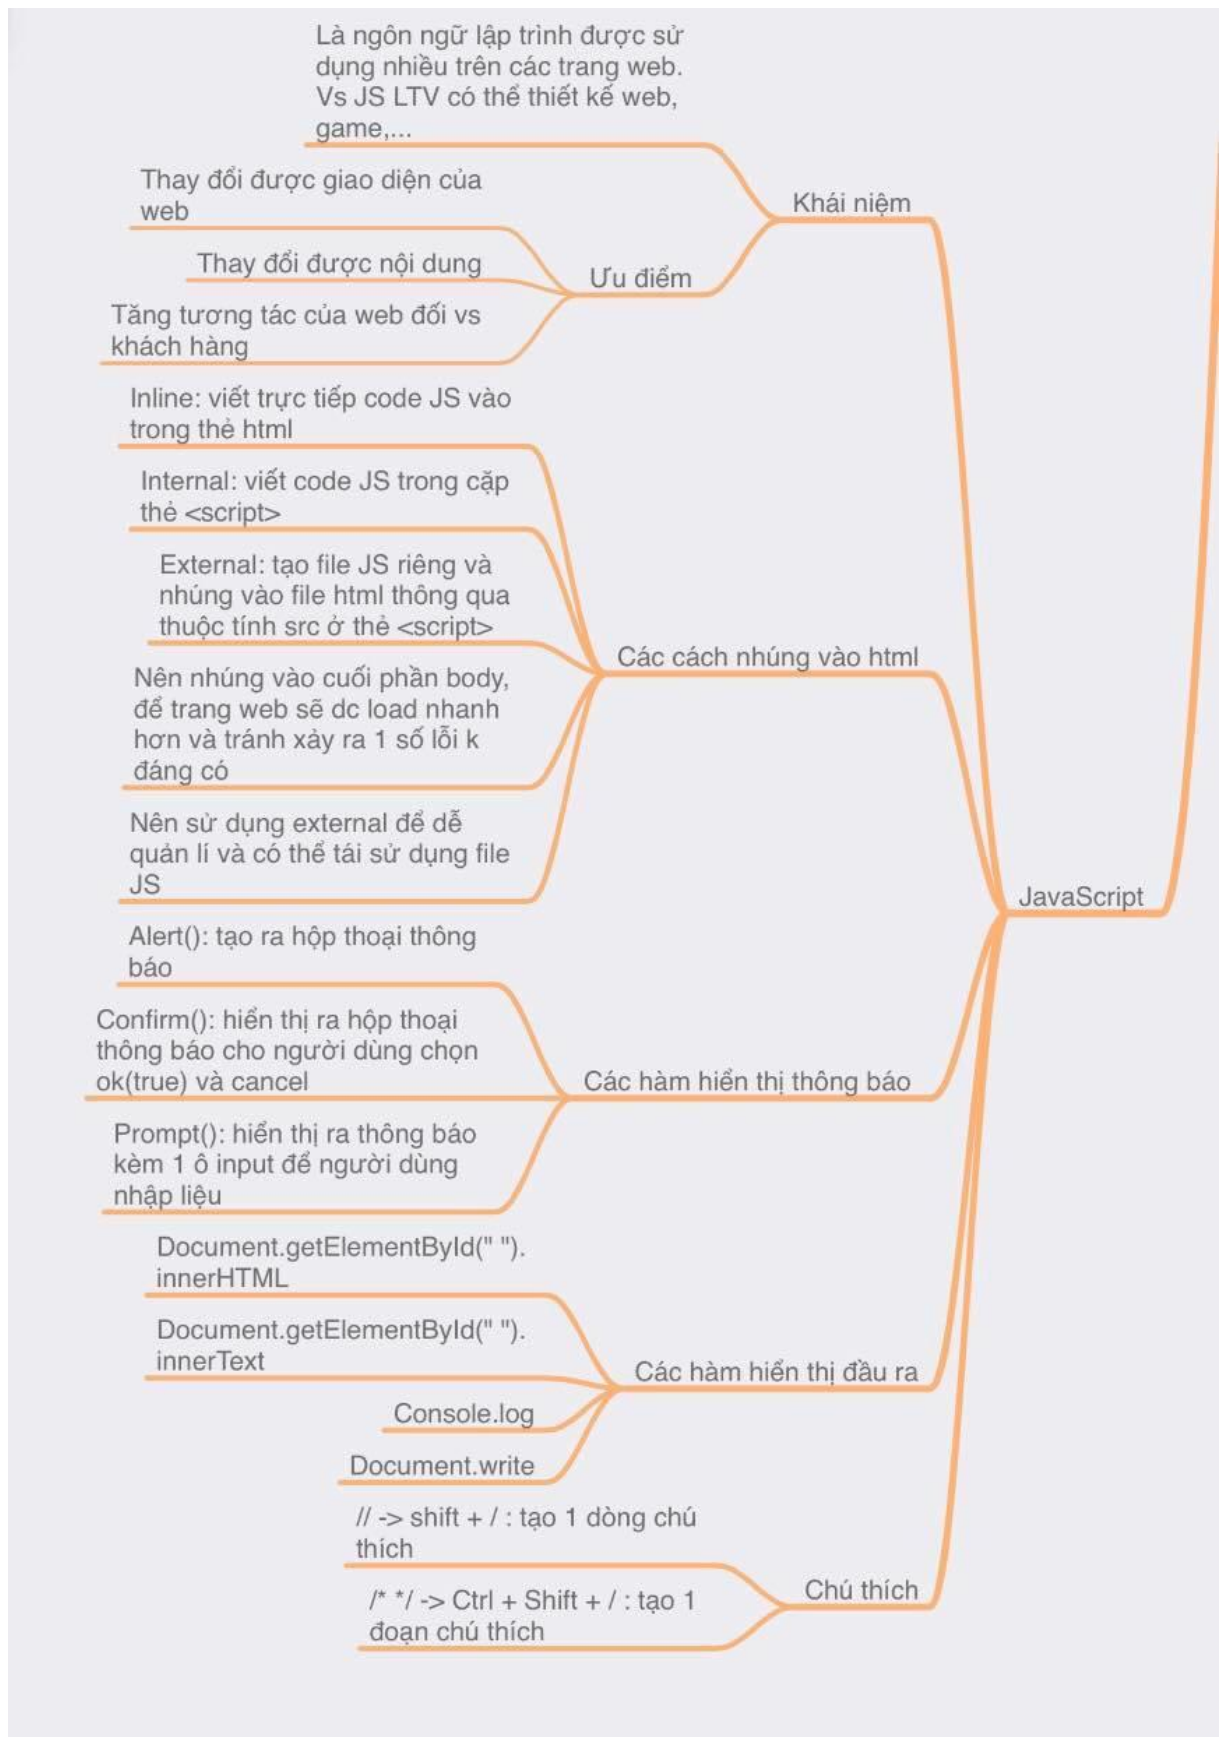 Là ngôn ngữ lập trình được sử
dụng nhiều trên các trang web.
Vs JS LTV có thể thiết kế web,
game,...
Thay đổi được giao diện của
web
Khái niệm
Thay đổi được nội dung
Ưu điểm
Tăng tương tác của web đối vs
khách hàng
Inline: viết trực tiếp code JS vào
trong thẻ html
Internal: viết code JS trong cặp
thẻ <script>
External: tạo file JS riêng và
nhúng vào file html thông qua
thuộc tính src ở thẻ <script>
Các cách nhúng vào html
Nên nhúng vào cuối phần body,
để trang web sẽ dc load nhanh
hơn và tránh xảy ra 1 số lỗi k
đáng có
Nên sử dụng external để dễ
quản lí và có thể tái sử dụng file
JS
JavaScript
Alert(): tạo ra hộp thoại thông
báo
Confirm(): hiển thị ra hộp thoại
thông báo cho người dùng chọn
ok(true) và cancel
Các hàm hiển thị thông báo
Prompt(): hiển thị ra thông báo
kèm 1 ô input để người dùng
nhập liệu
Document.getElementById(" ").
innerHTML
Document.getElementById(" ").
innerText
Các hàm hiển thị đầu ra
Console.log
Document.write
// -> shift + / : tạo 1 dòng chú
thích
Chú thích
/* */ -> Ctrl + Shift + / : tạo 1
đoạn chú thích